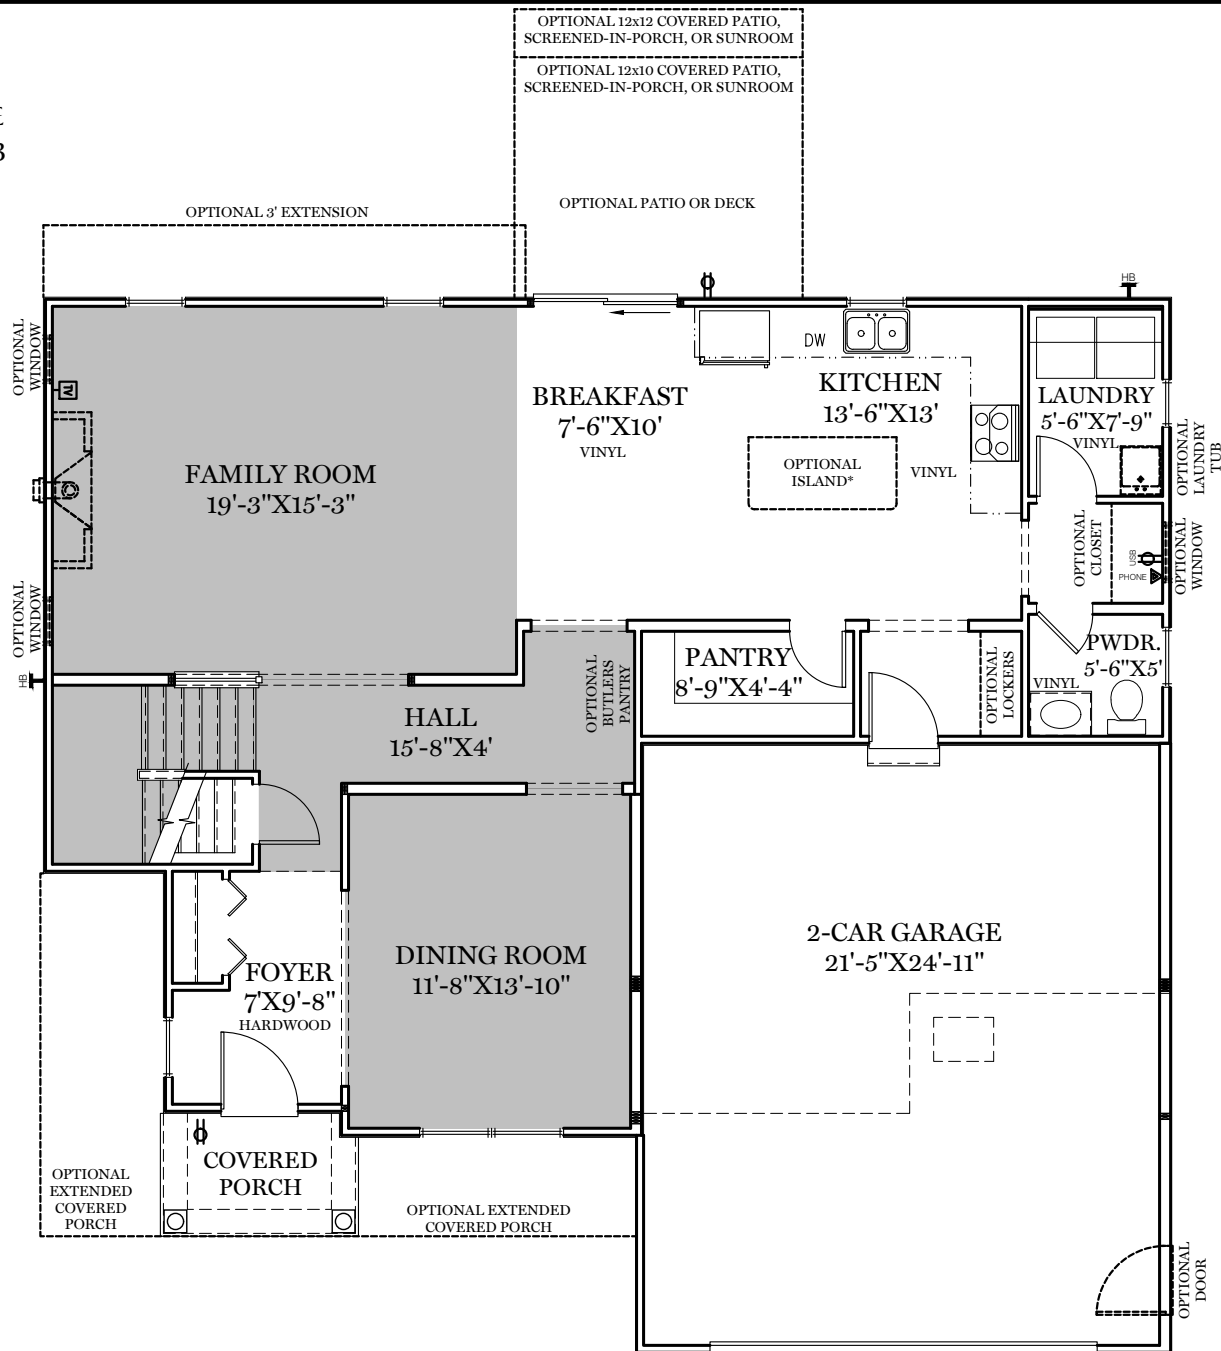 OPTIONAL 12x12 COVERED PATIO,
SCREENED-IN-PORCH, OR SUNROOM
OPTIONAL 12x10 COVERED PATIO,
SCREENED-IN-PORCH, OR SUNROOM
3
OPTIONAL PATIO OR DECK
OPTIONAL 3' EXTENSION
HB
OPTIONAL
WINDOW
DW
BREAKFAST
7'-6"X10'
VINYL
KITCHEN
13'-6"X13'
OPTIONAL
ISLAND*
VINYL
LAUNDRY
5'-6"X7'-9"
VINYL
OPTIONAL
LAUNDRY
TUB
FAMILY ROOM
19'-3"X15'-3"
OPTIONAL
CLOSET
USB
PHONE
OPTIONAL
WINDOW
OPTIONAL
WINDOW
HB
PANTRY
8'-9"X4'-4"
OPTIONAL
LOCKERS
PWDR.
5'-6"X5'
VINYL
OPTIONAL
BUTLERS
PANTRY
HALL
15'-8"X4'
2-CAR GARAGE
21'-5"X24'-11"
DINING ROOM
11'-8"X13'-10"
FOYER
7'X9'-8"
HARDWOOD
COVERED
PORCH
OPTIONAL
EXTENDED
COVERED
PORCH
OPTIONAL EXTENDED
COVERED PORCH
OPTIONAL
DOOR